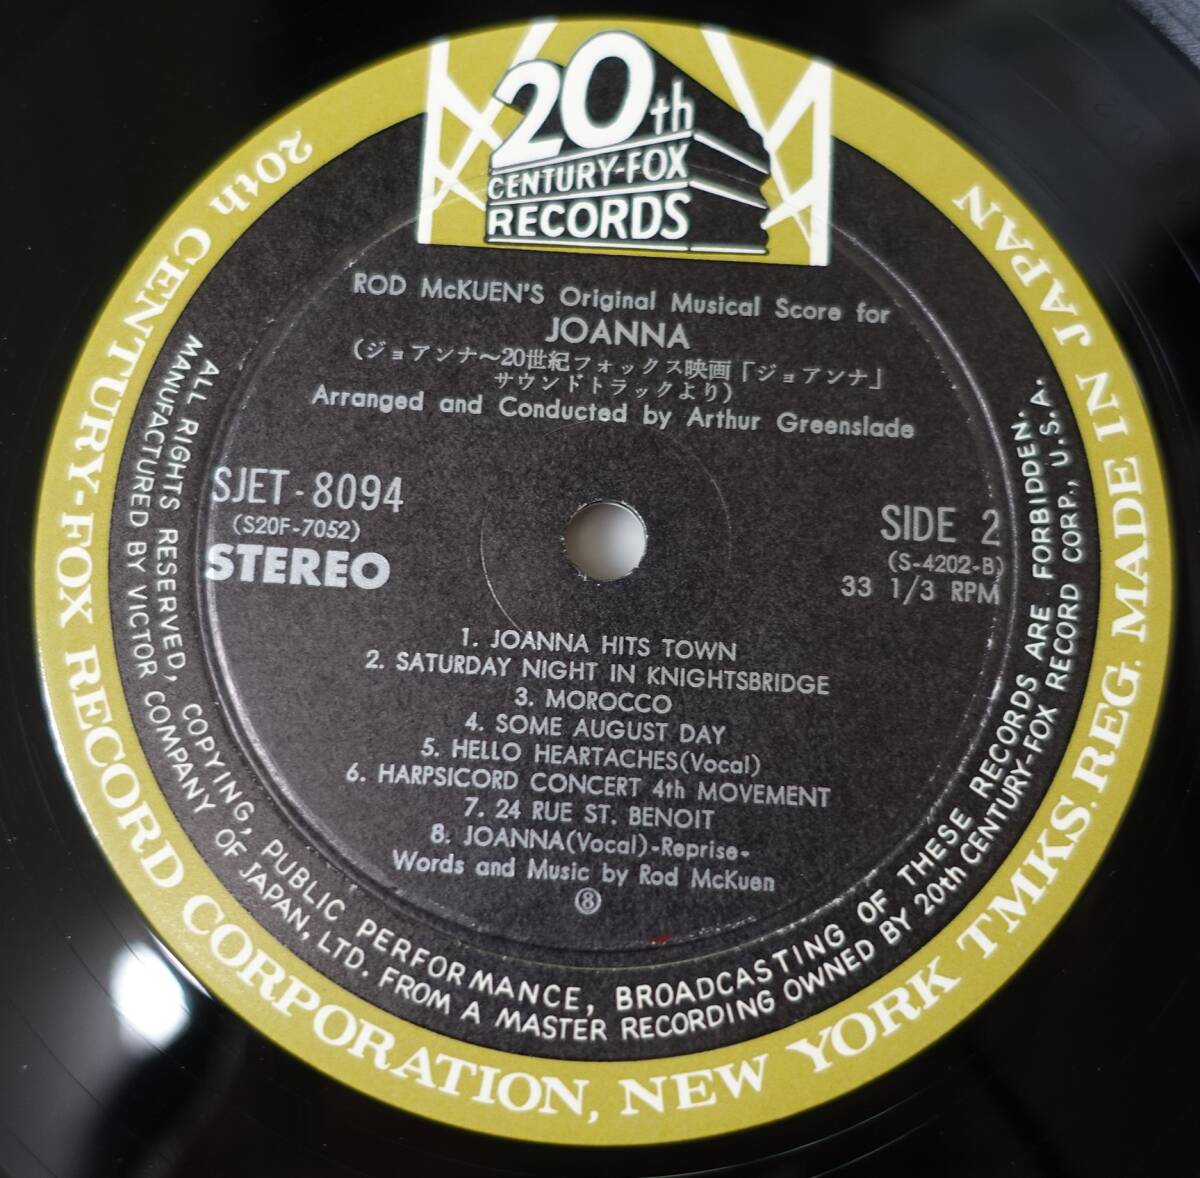 20th
CENTURY-FOX
RECORDS
ROD McKUEN'S Original Musical Score for
JOANNA
(ジョアンナ～20世紀フォックス映画「ジョアンナ」
サウンドトラックより)
Arranged and Conducted by Arthur Greenslade
SJET-8094
(S20F-7052)
STEREO
SIDE 2
(S-4202-B)
33 1/3 RPM
1. JOANNA HITS TOWN
2. SATURDAY NIGHT IN KNIGHTSBRIDGE
3. MOROCCO
4. SOME AUGUST DAY
5. HELLO HEARTACHES(Vocal)
6. HARPSICORD CONCERT 4th MOVEMENT
7. 24 RUE ST. BENOIT
8. JOANNA(Vocal)-Reprise-
Words and Music by Rod McKuen
⑧
ALL RIGHTS RESERVED, COPYING, PUBLIC PERFORMANCE, BROADCASTING OF THESE RECORDS ARE FORBIDDEN.
MANUFACTURED BY VICTOR COMPANY OF JAPAN, LTD. FROM A MASTER RECORDING OWNED BY 20th CENTURY-FOX RECORD CORP., U.S.A.
20th CENTURY-FOX RECORD CORPORATION, NEW YORK TMKS. REG. MADE IN JAPAN